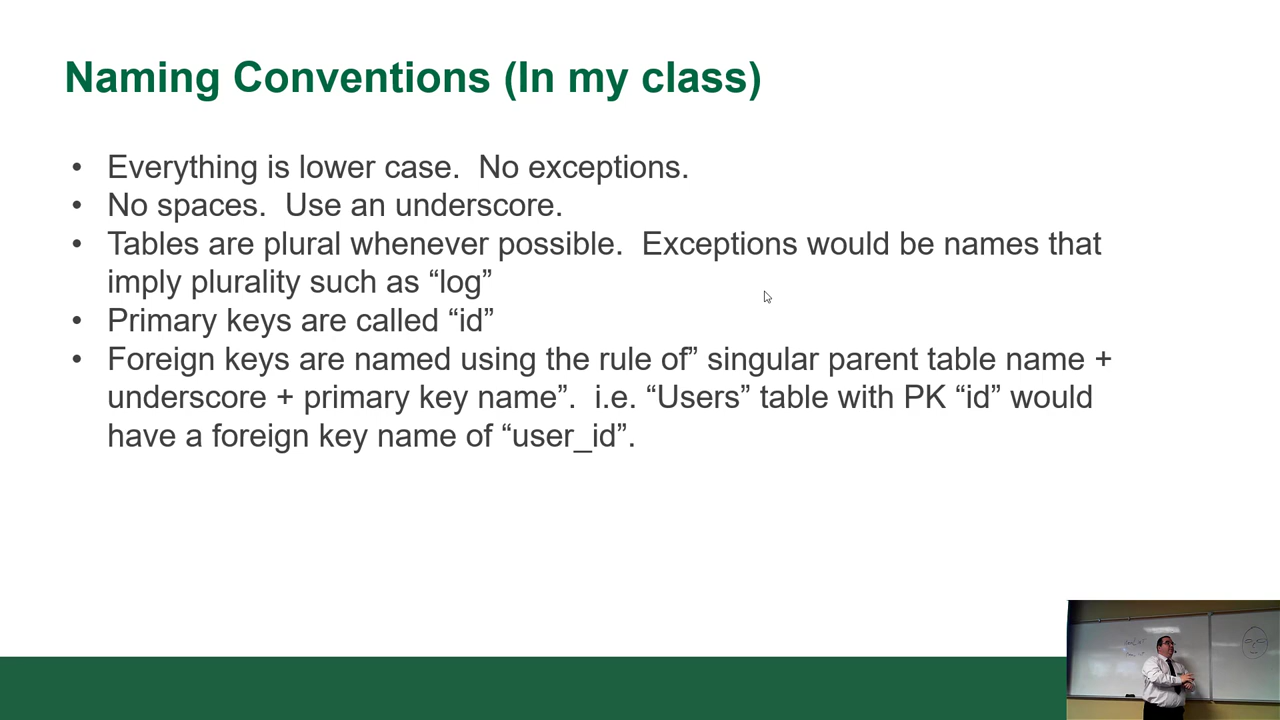 Naming Conventions (In my class)
• Everything is lower case.  No exceptions.
• No spaces.  Use an underscore.
• Tables are plural whenever possible.  Exceptions would be names that
imply plurality such as “log”
• Primary keys are called “id”
• Foreign keys are named using the rule of” singular parent table name +
underscore + primary key name”.  i.e. “Users” table with PK “id” would
have a foreign key name of “user_id”.